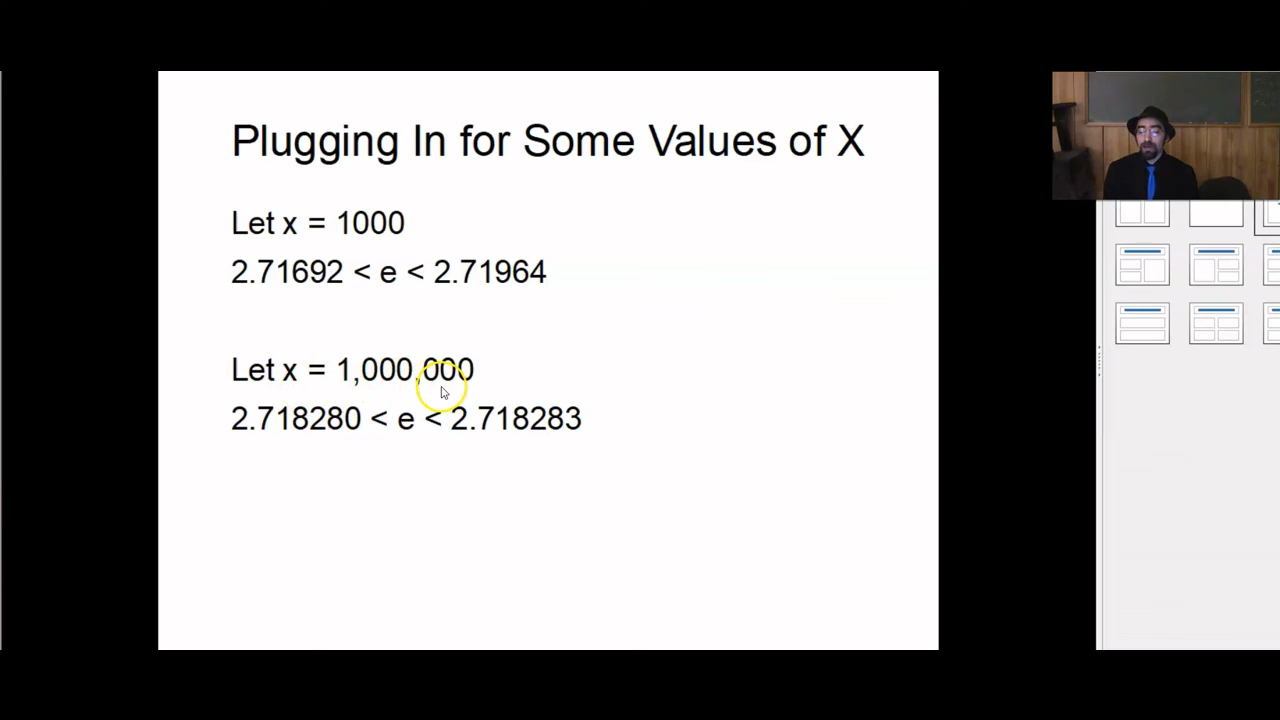 Plugging In for Some Values of X
Let x = 1000
2.71692 < e < 2.71964
Let x = 1,000,000
2.718280 < e < 2.718283